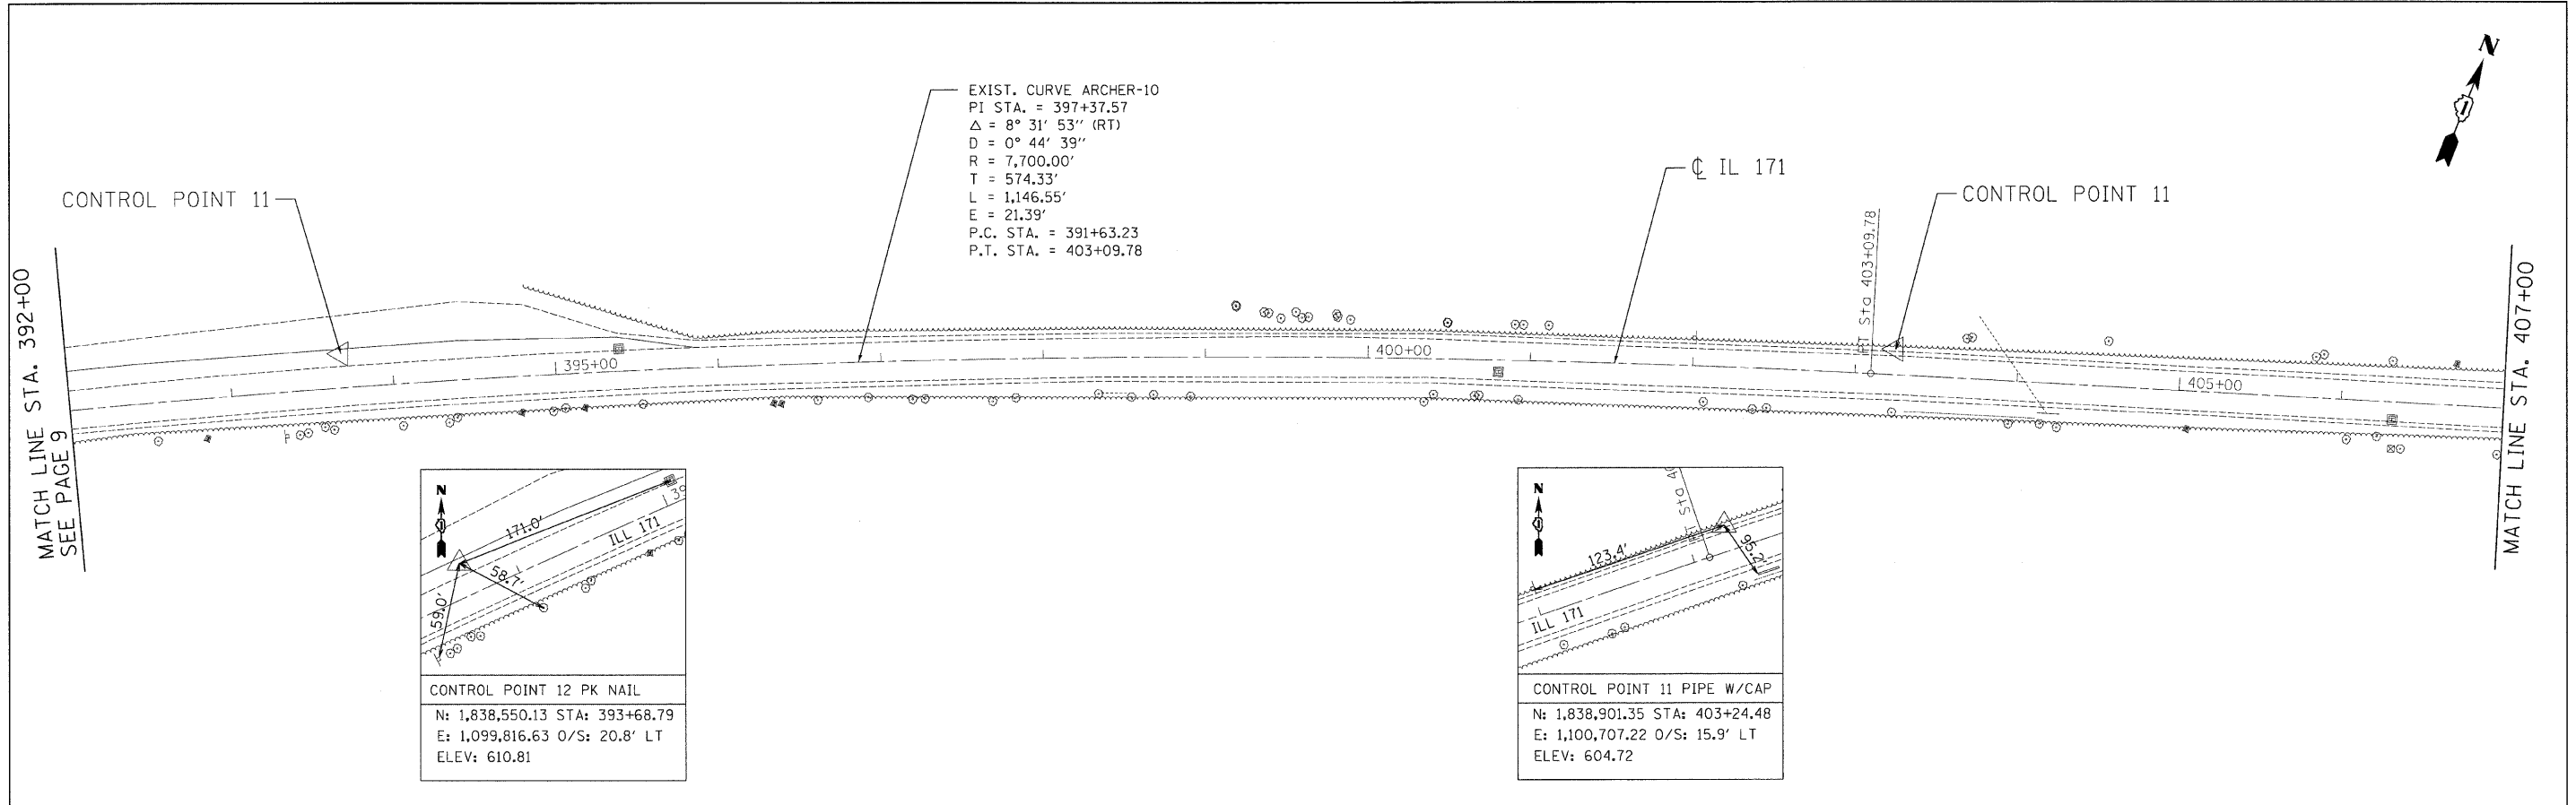 N
EXIST. CURVE ARCHER-10
PI STA. = 397+37.57
△ = 8° 31' 53'' (RT)
D = 0° 44' 39''
R = 7,700.00'
T = 574.33'
L = 1,146.55'
E = 21.39'
P.C. STA. = 391+63.23
P.T. STA. = 403+09.78
℄ IL 171
CONTROL POINT 11
CONTROL POINT 11
PT Sta 403+09.78
MATCH LINE STA. 392+00
SEE PAGE 9
395+00
400+00
405+00
MATCH LINE STA. 407+00
N
171.0'
39
ILL 171
58.7'
59.0'
CONTROL POINT 12 PK NAIL
N: 1,838,550.13 STA: 393+68.79
E: 1,099,816.63 O/S: 20.8' LT
ELEV: 610.81
N
PT Sta 40
123.4'
95.2'
ILL 171
CONTROL POINT 11 PIPE W/CAP
N: 1,838,901.35 STA: 403+24.48
E: 1,100,707.22 O/S: 15.9' LT
ELEV: 604.72